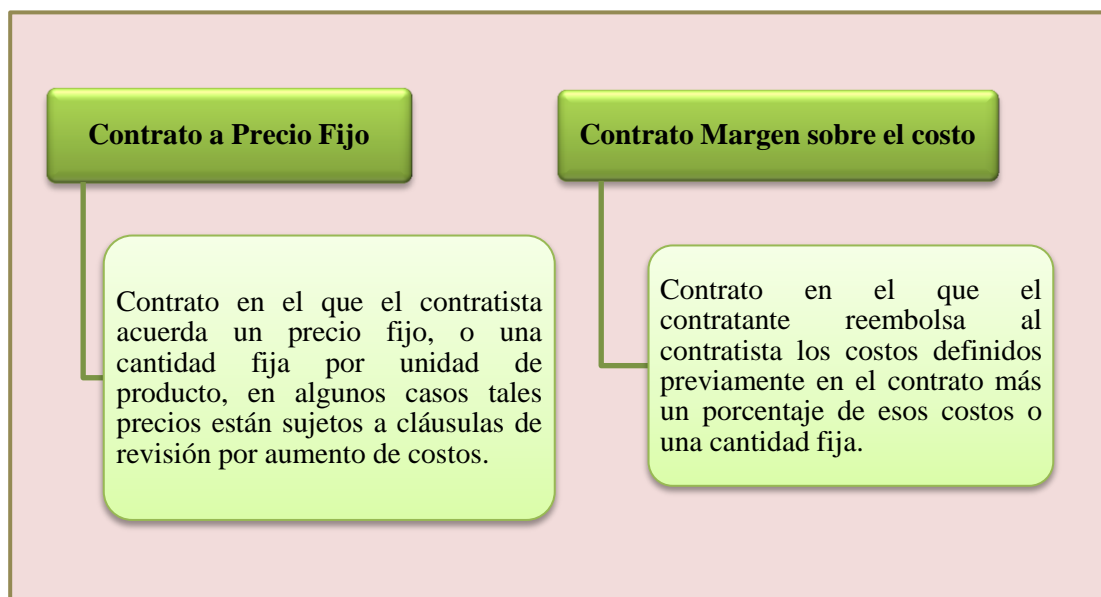 Contrato a Precio Fijo
Contrato en el que el contratista
acuerda un precio fijo, o una
cantidad fija por unidad de
producto, en algunos casos tales
precios están sujetos a cláusulas de
revisión por aumento de costos.
Contrato Margen sobre el costo
Contrato en el que el
contratante reembolsa al
contratista los costos definidos
previamente en el contrato más
un porcentaje de esos costos o
una cantidad fija.